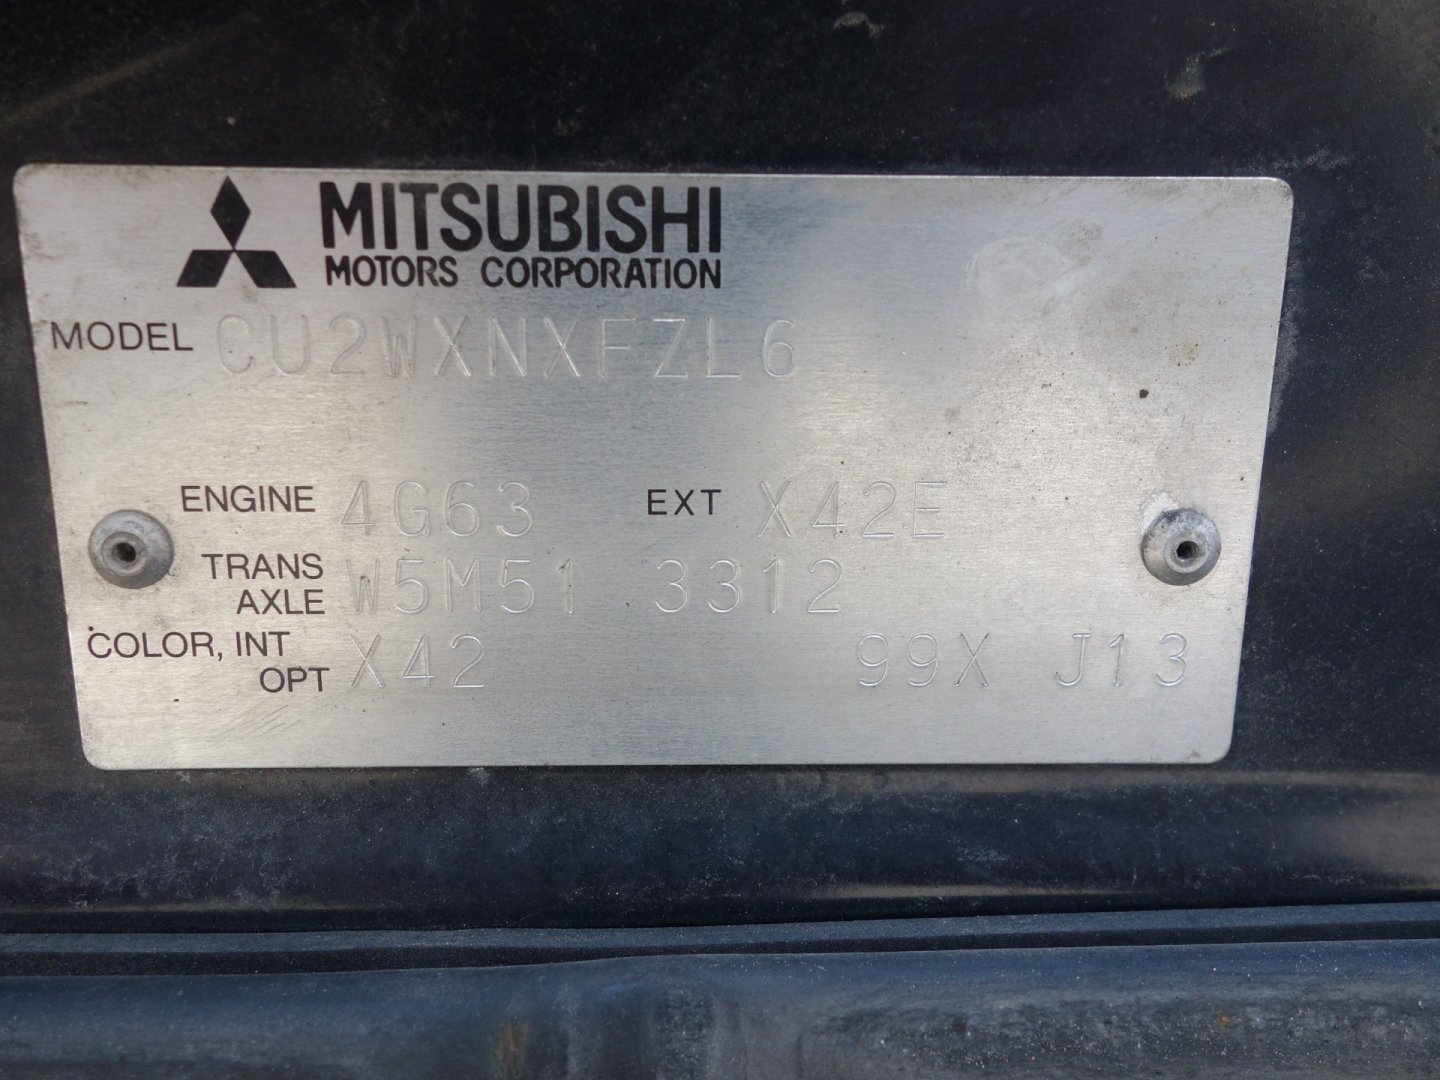 MITSUBISHI
MOTORS CORPORATION
MODEL CU2WXNXFZL6
ENGINE 4G63 EXT X42E
TRANS
AXLE W5M51 3312
COLOR, INT
OPT X42 99X J13